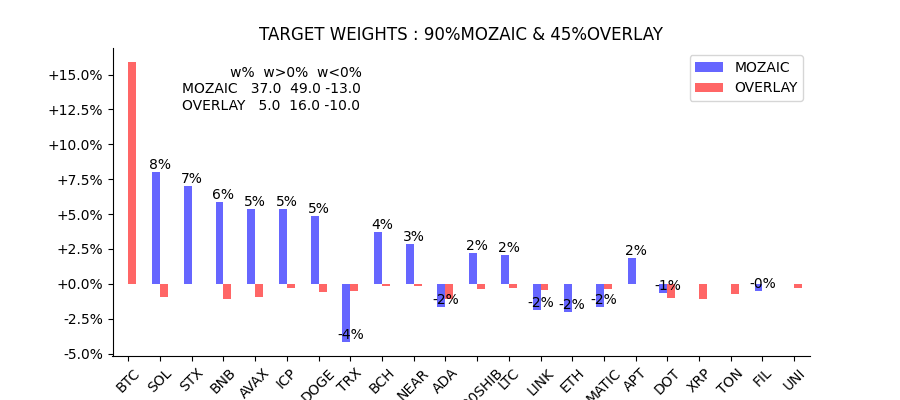 TARGET WEIGHTS : 90%MOZAIC & 45%OVERLAY
w% w>0% w<0%
MOZAIC 37.0 49.0 -13.0
OVERLAY 5.0 16.0 -10.0
MOZAIC
OVERLAY
+15.0%
+12.5%
+10.0%
+7.5%
+5.0%
+2.5%
+0.0%
-2.5%
-5.0%
8%
7%
6%
5%
5%
5%
-4%
4%
3%
-2%
2%
2%
-2%
-2%
-2%
2%
-1%
-0%
BTC
SOL
STX
BNB
AVAX
ICP
DOGE
TRX
BCH
NEAR
ADA
00SHIB
LTC
LINK
ETH
MATIC
APT
DOT
XRP
TON
FIL
UNI